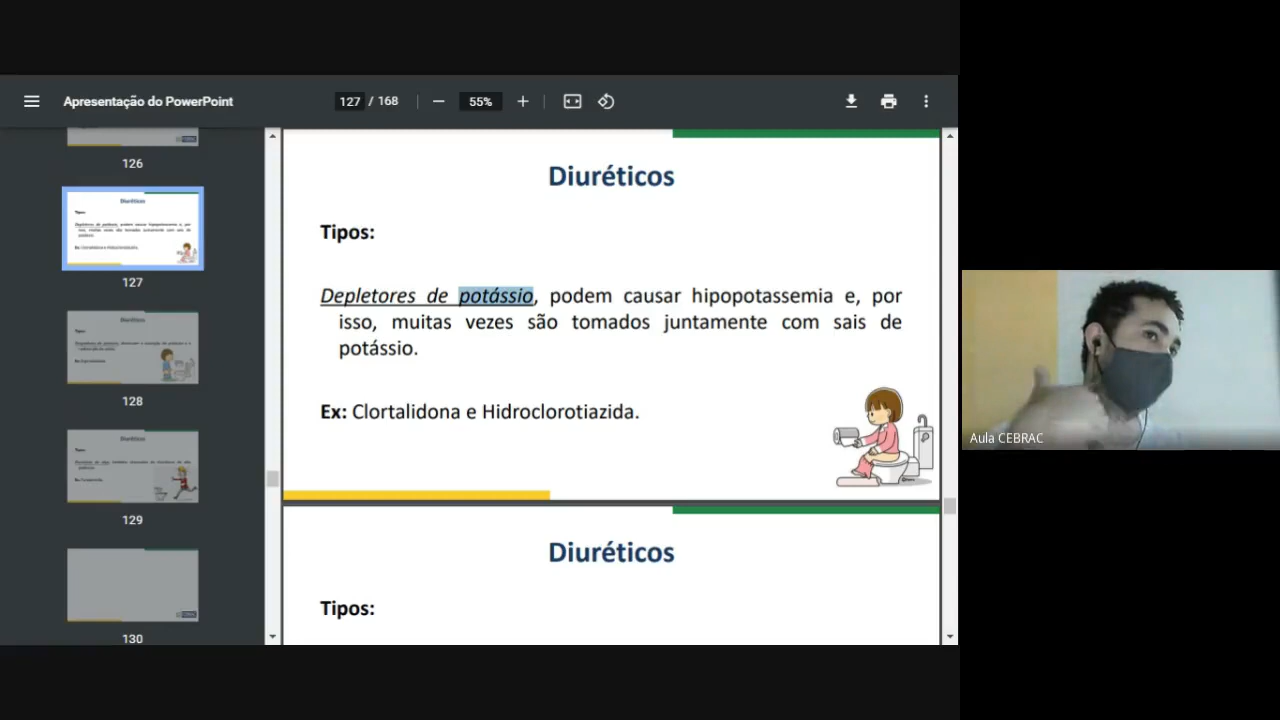 Apresentação do PowerPoint
127 / 168
55%
126
127
128
129
130
Diuréticos
Tipos:
Depletores de potássio, podem causar hipopotassemia e, por
isso, muitas vezes são tomados juntamente com sais de
potássio.
Ex: Clortalidona e Hidroclorotiazida.
Diuréticos
Tipos:
Aula CEBRAC